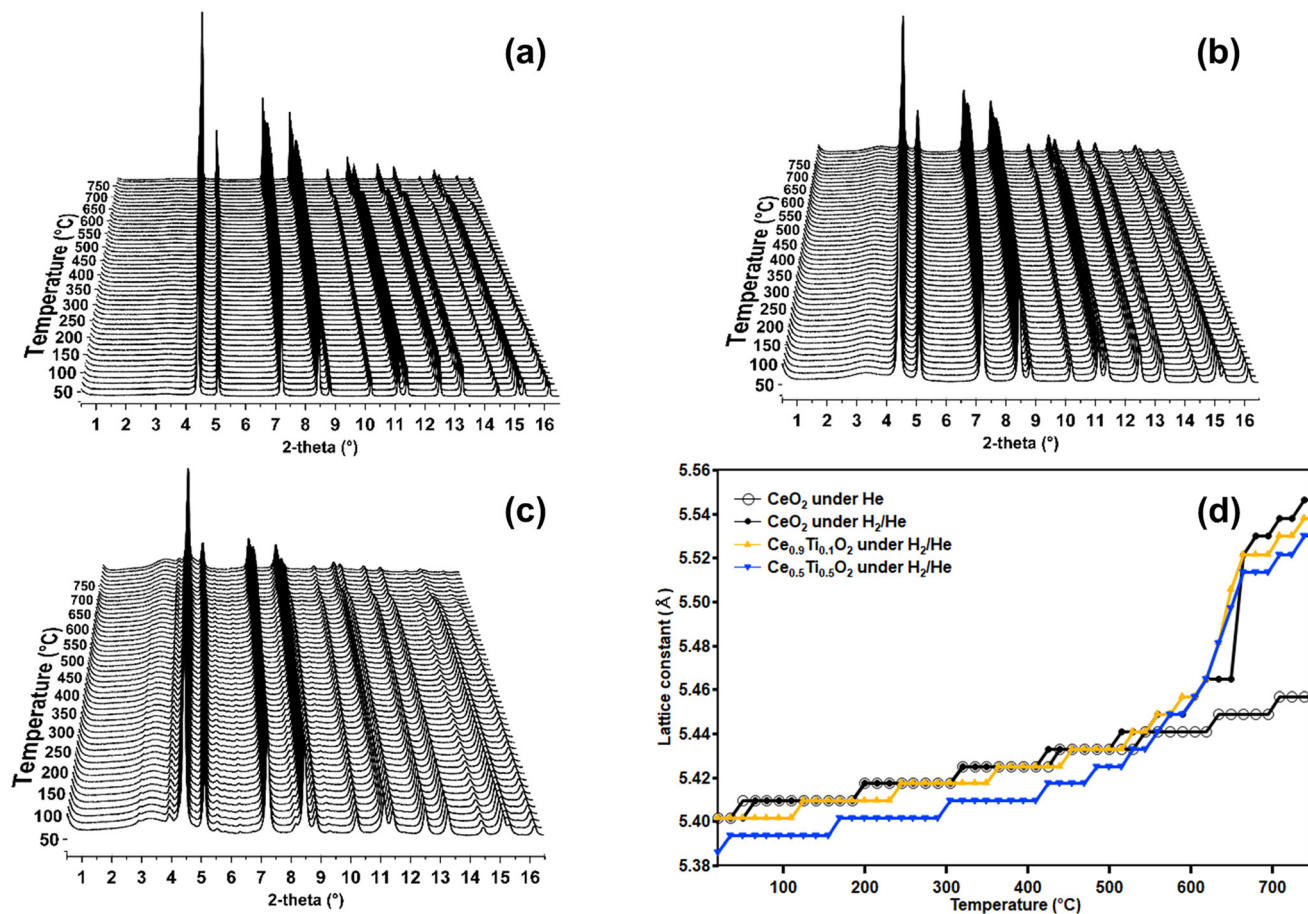 (a)
Temperature (°C)
750
700
650
600
550
500
450
400
350
300
250
200
150
100
50
1 2 3 4 5 6 7 8 9 10 11 12 13 14 15 16
2-theta (°)
(b)
Temperature (°C)
750
700
650
600
550
500
450
400
350
300
250
200
150
100
50
1 2 3 4 5 6 7 8 9 10 11 12 13 14 15 16
2-theta (°)
(c)
Temperature (°C)
750
700
650
600
550
500
450
400
350
300
250
200
150
100
50
1 2 3 4 5 6 7 8 9 10 11 12 13 14 15 16
2-theta (°)
(d)
CeO₂ under He
CeO₂ under H₂/He
Ce₀.₉Ti₀.₁O₂ under H₂/He
Ce₀.₅Ti₀.₅O₂ under H₂/He
Lattice constant (Å)
5.56
5.54
5.52
5.50
5.48
5.46
5.44
5.42
5.40
5.38
100 200 300 400 500 600 700
Temperature (°C)